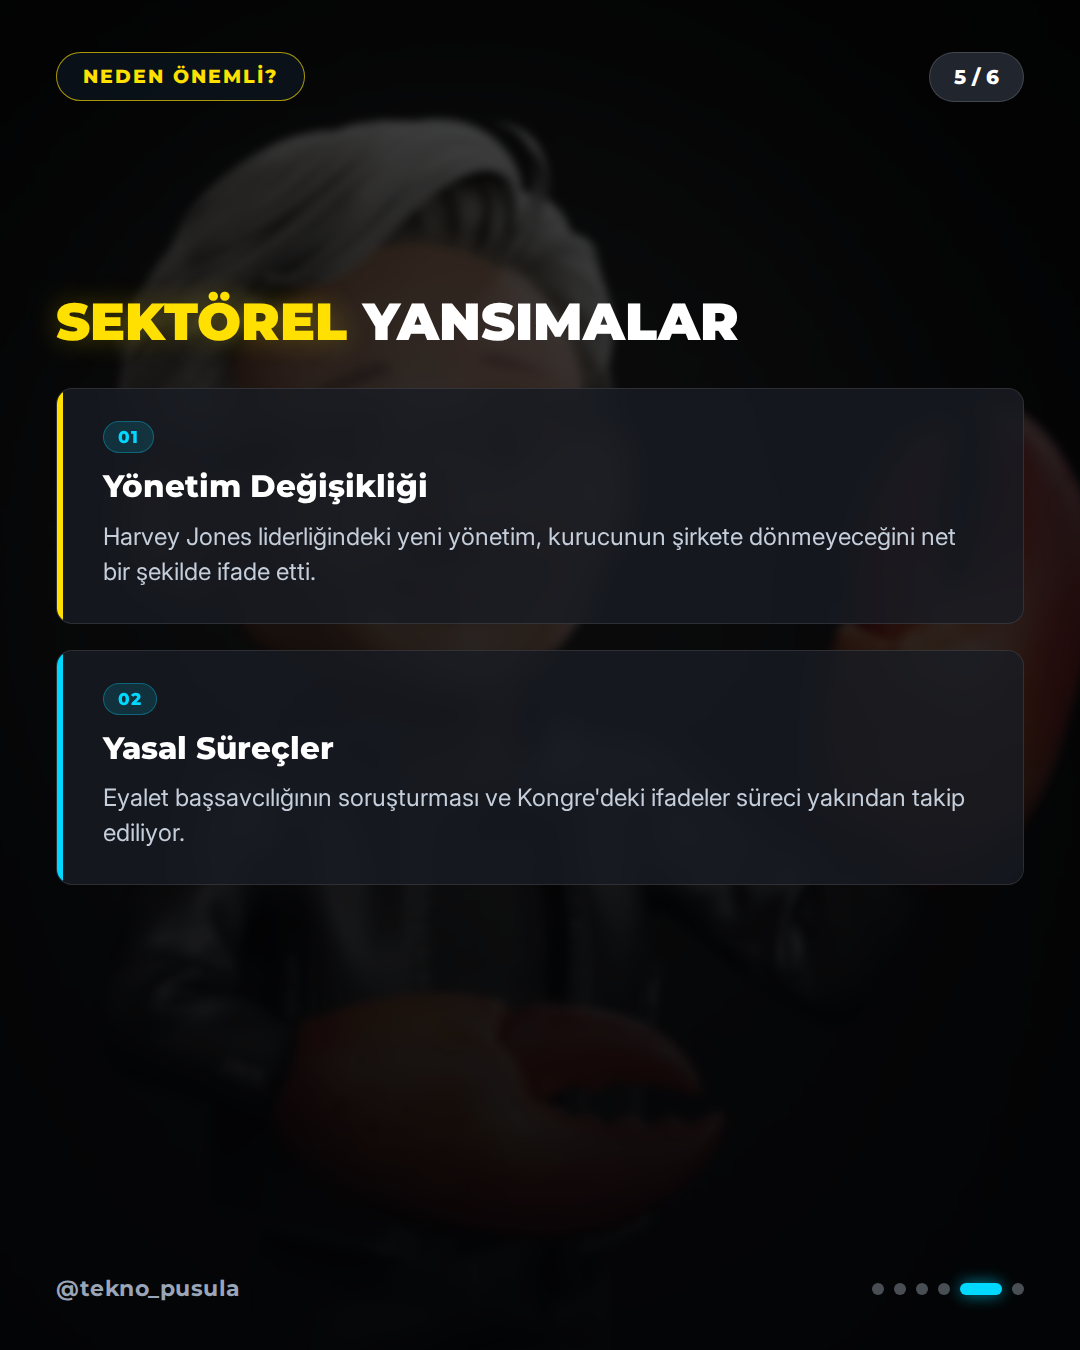 NEDEN ÖNEMLİ?
5 / 6
SEKTÖREL YANSIMALAR
01
Yönetim Değişikliği
Harvey Jones liderliğindeki yeni yönetim, kurucunun şirkete dönmeyeceğini net
bir şekilde ifade etti.
02
Yasal Süreçler
Eyalet başsavcılığının soruşturması ve Kongre'deki ifadeler süreci yakından takip
ediliyor.
@tekno_pusula